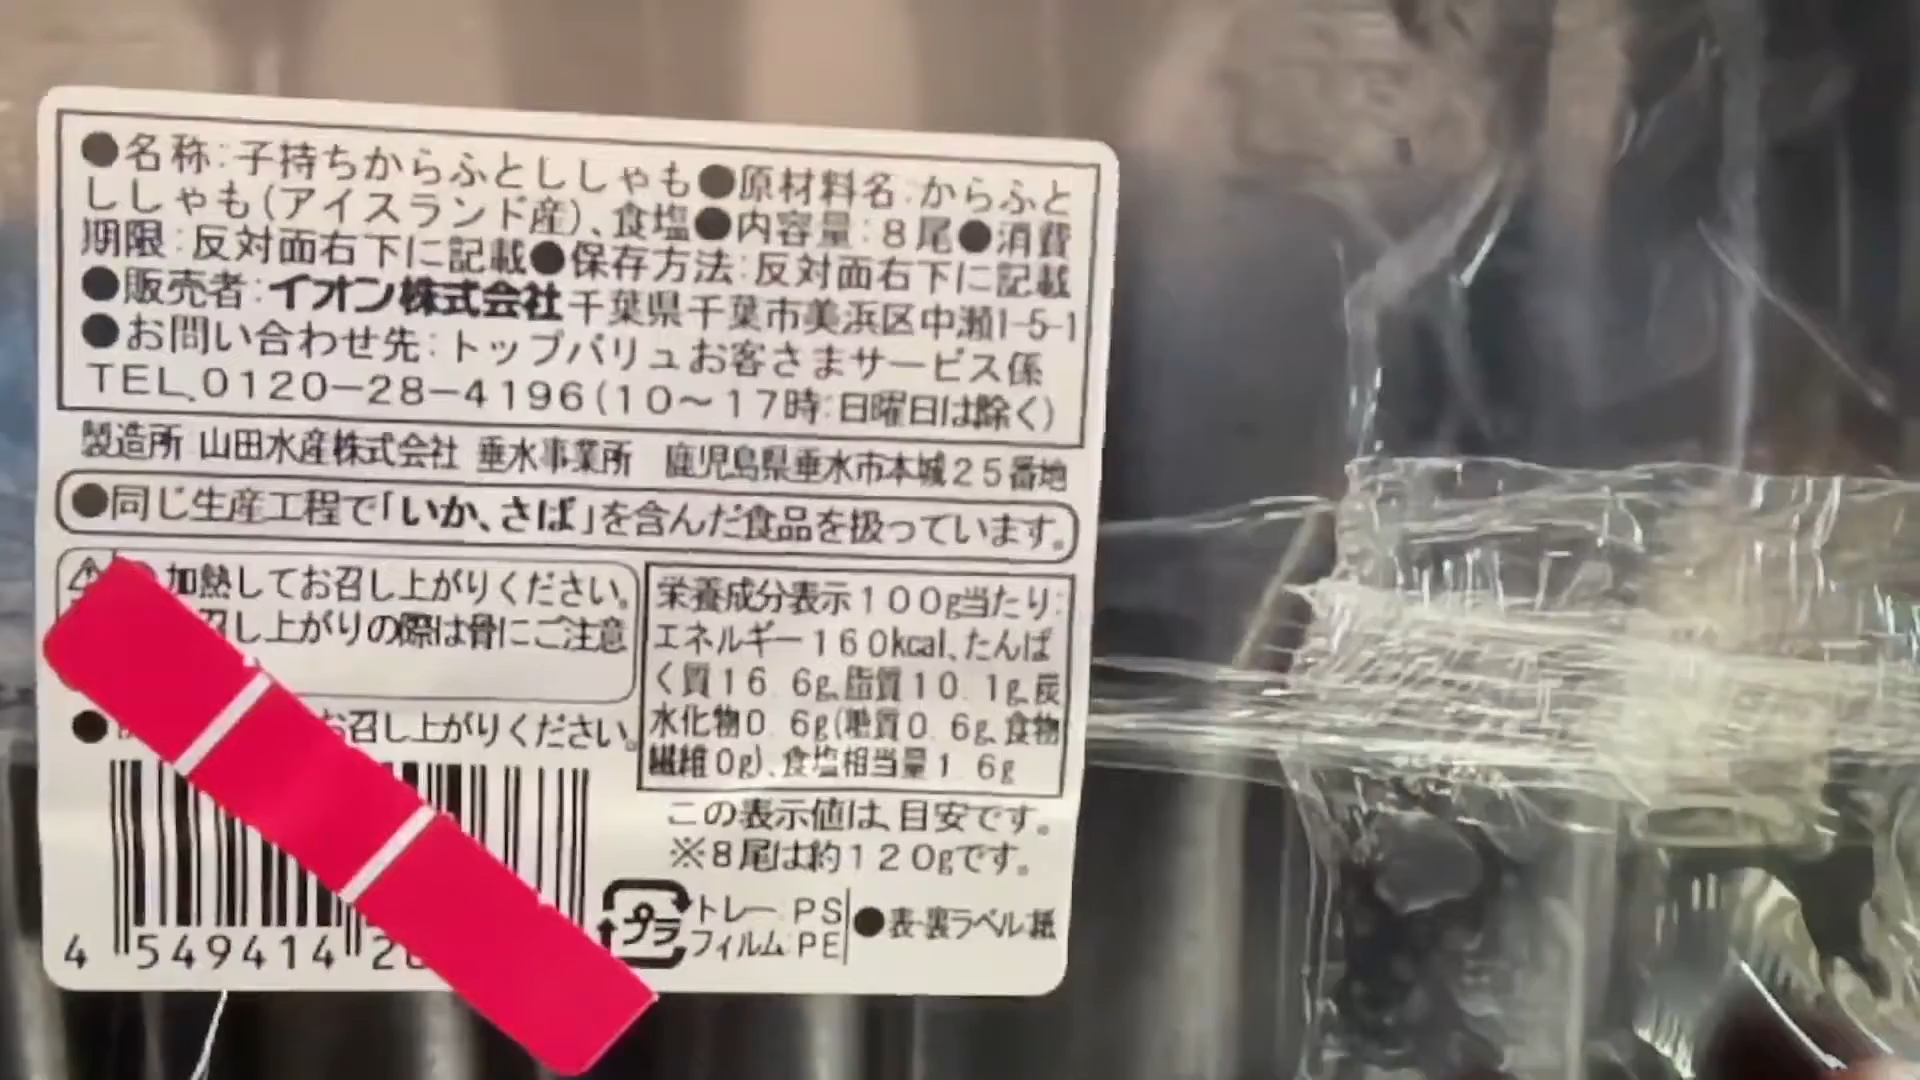 ●名称:子持ちからふとししゃも●原材料名:からふと
ししゃも(アイスランド産)、食塩●内容量:8尾●消費
期限:反対面右下に記載●保存方法:反対面右下に記載
●販売者:イオン株式会社千葉県千葉市美浜区中瀬1-5-1
●お問い合わせ先:トップバリュお客さまサービス係
TEL.0120-28-4196(10~17時:日曜日は除く)
製造所 山田水産株式会社 垂水事業所 鹿児島県垂水市本城25番地
●同じ生産工程で「いか、さば」を含んだ食品を扱っています。
加熱してお召し上がりください。
召し上がりの際は骨にご注意
お召し上がりください。
栄養成分表示100g当たり:
エネルギー160kcal、たんぱ
く質16.6g、脂質10.1g、炭
水化物0.6g(糖質0.6g、食物
繊維0g)、食塩相当量1.6g
この表示値は、目安です。
※8尾は約120gです。
4 549414 2
プラ
トレー:PS
フィルム:PE
●表・裏ラベル:紙